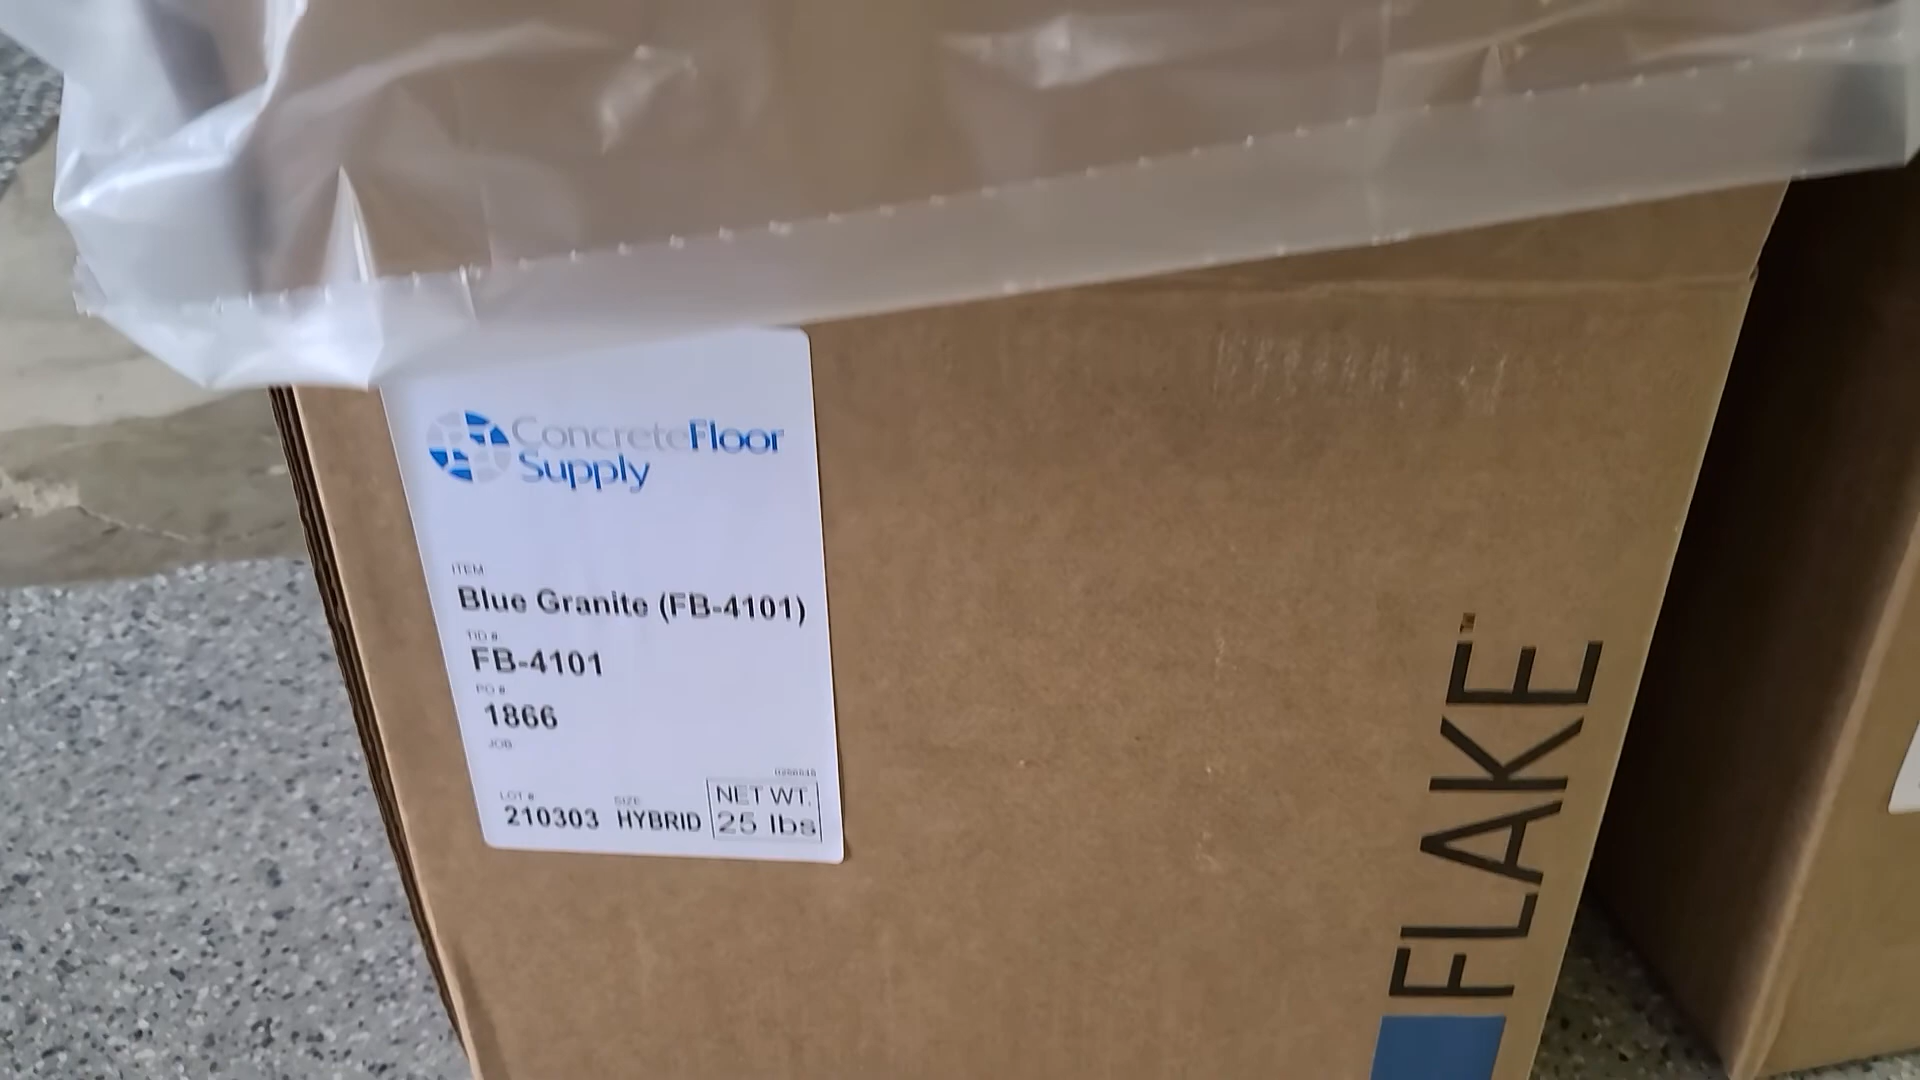 ConcreteFloor
Supply
ITEM
Blue Granite (FB-4101)
TID #
FB-4101
PO #
1866
JOB
LOT #
210303
SIZE
HYBRID
NET WT.
25 lbs
FLAKE™